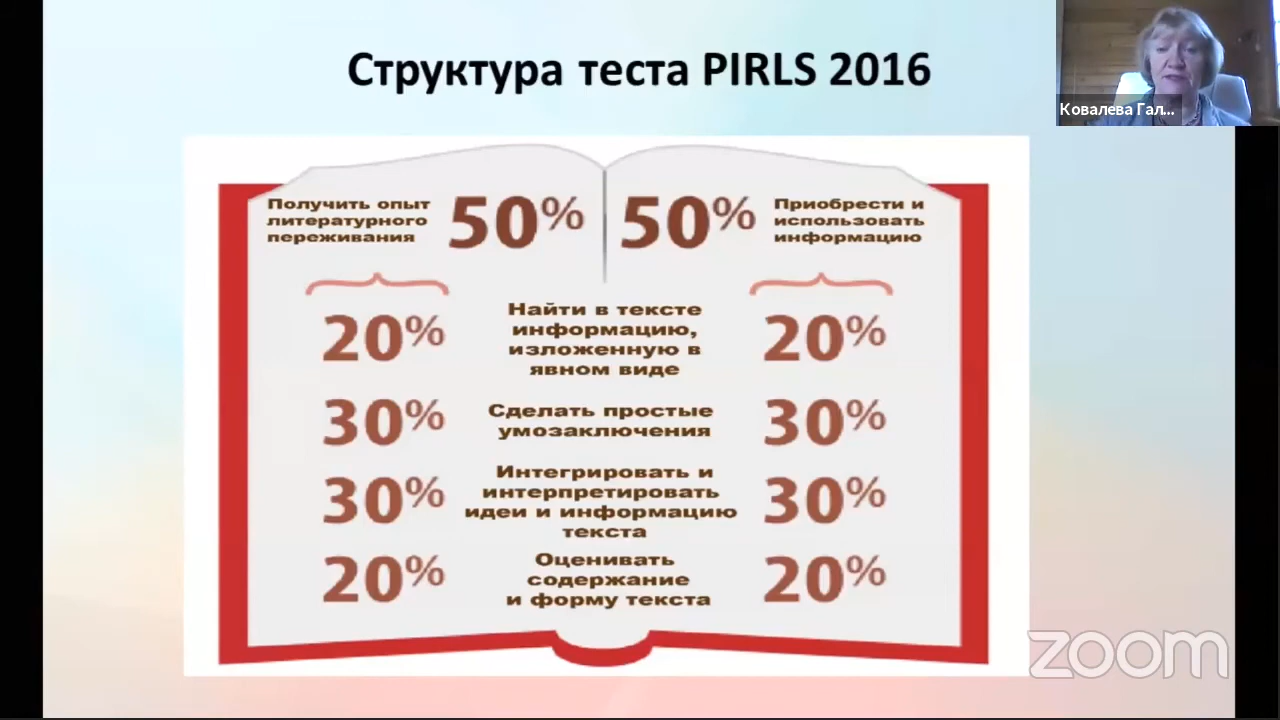 Структура теста PIRLS 2016
Ковалева Гал...
Получить опыт
литературного
переживания
50%
50%
Приобрести и
использовать
информацию
20%
Найти в тексте
информацию,
изложенную в
явном виде
20%
30%
Сделать простые
умозаключения
30%
30%
Интегрировать и
интерпретировать
идеи и информацию
текста
30%
20%
Оценивать
содержание
и форму текста
20%
zoom